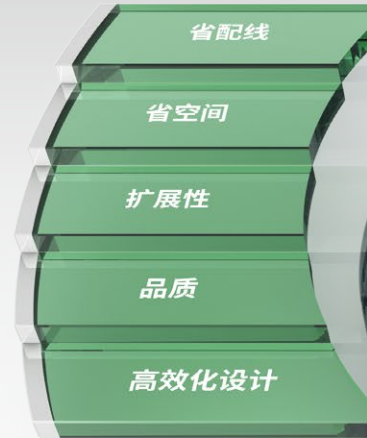 省配线
省空间
扩展性
品质
高效化设计